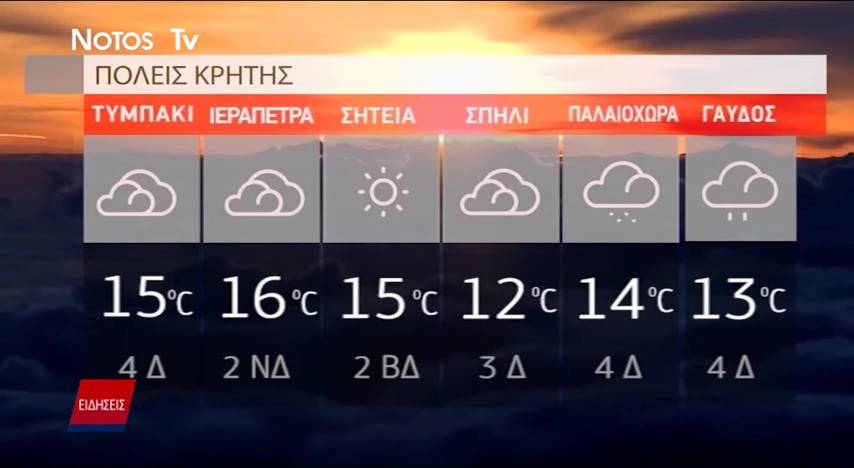 NOTOS TV
ΠΟΛΕΙΣ ΚΡΗΤΗΣ
ΤΥΜΠΑΚΙ ΙΕΡΑΠΕΤΡΑ ΣΗΤΕΙΑ ΣΠΗΛΙ ΠΑΛΑΙΟΧΩΡΑ ΓΑΥΔΟΣ
15°C 16°C 15°C 12°C 14°C 13°C
4 Δ 2 ΝΔ 2 ΒΔ 3 Δ 4 Δ 4 Δ
ΕΙΔΗΣΕΙΣ